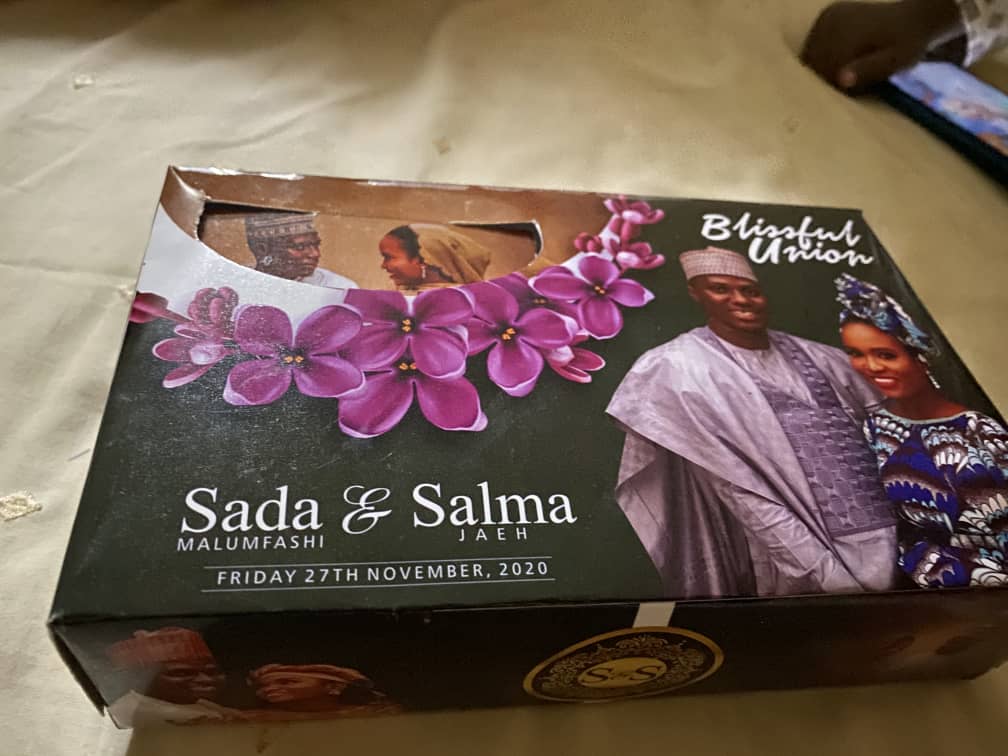 Blissful
Union
Sada & Salma
MALUMFASHI JAEH
FRIDAY 27TH NOVEMBER, 2020
S & S